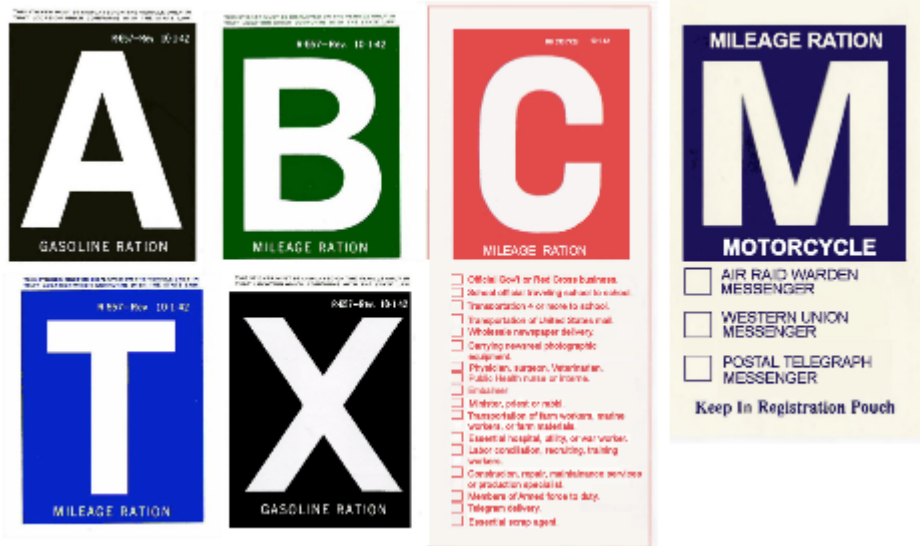 R-557-Rev. 10-1-42
A
GASOLINE RATION
R-557-Rev. 10-1-42
B
MILEAGE RATION
C
MILEAGE RATION
Official Gov't or Red Cross business.
School official traveling school to school.
Transportation 4 or more to school.
Transportation of United States mail.
Wholesale newspaper delivery.
Carrying newsreel photographic
equipment.
Physician, surgeon, Veterinarian,
Public Health nurse or interne.
Embalmer
Minister, priest or rabbi.
Transportation of farm workers, marine
workers, or farm materials.
Essential hospital, utility, or war worker.
Labor conciliation, recruiting, training
workers.
Construction, repair, maintainance services
or production specialist.
Members of Armed force to duty.
Telegram delivery.
Essential scrap agent.
MILEAGE RATION
M
MOTORCYCLE
AIR RAID WARDEN
MESSENGER
WESTERN UNION
MESSENGER
POSTAL TELEGRAPH
MESSENGER
Keep In Registration Pouch
R-557-Rev. 10-1-42
T
MILEAGE RATION
R-557-Rev. 10-1-42
X
GASOLINE RATION